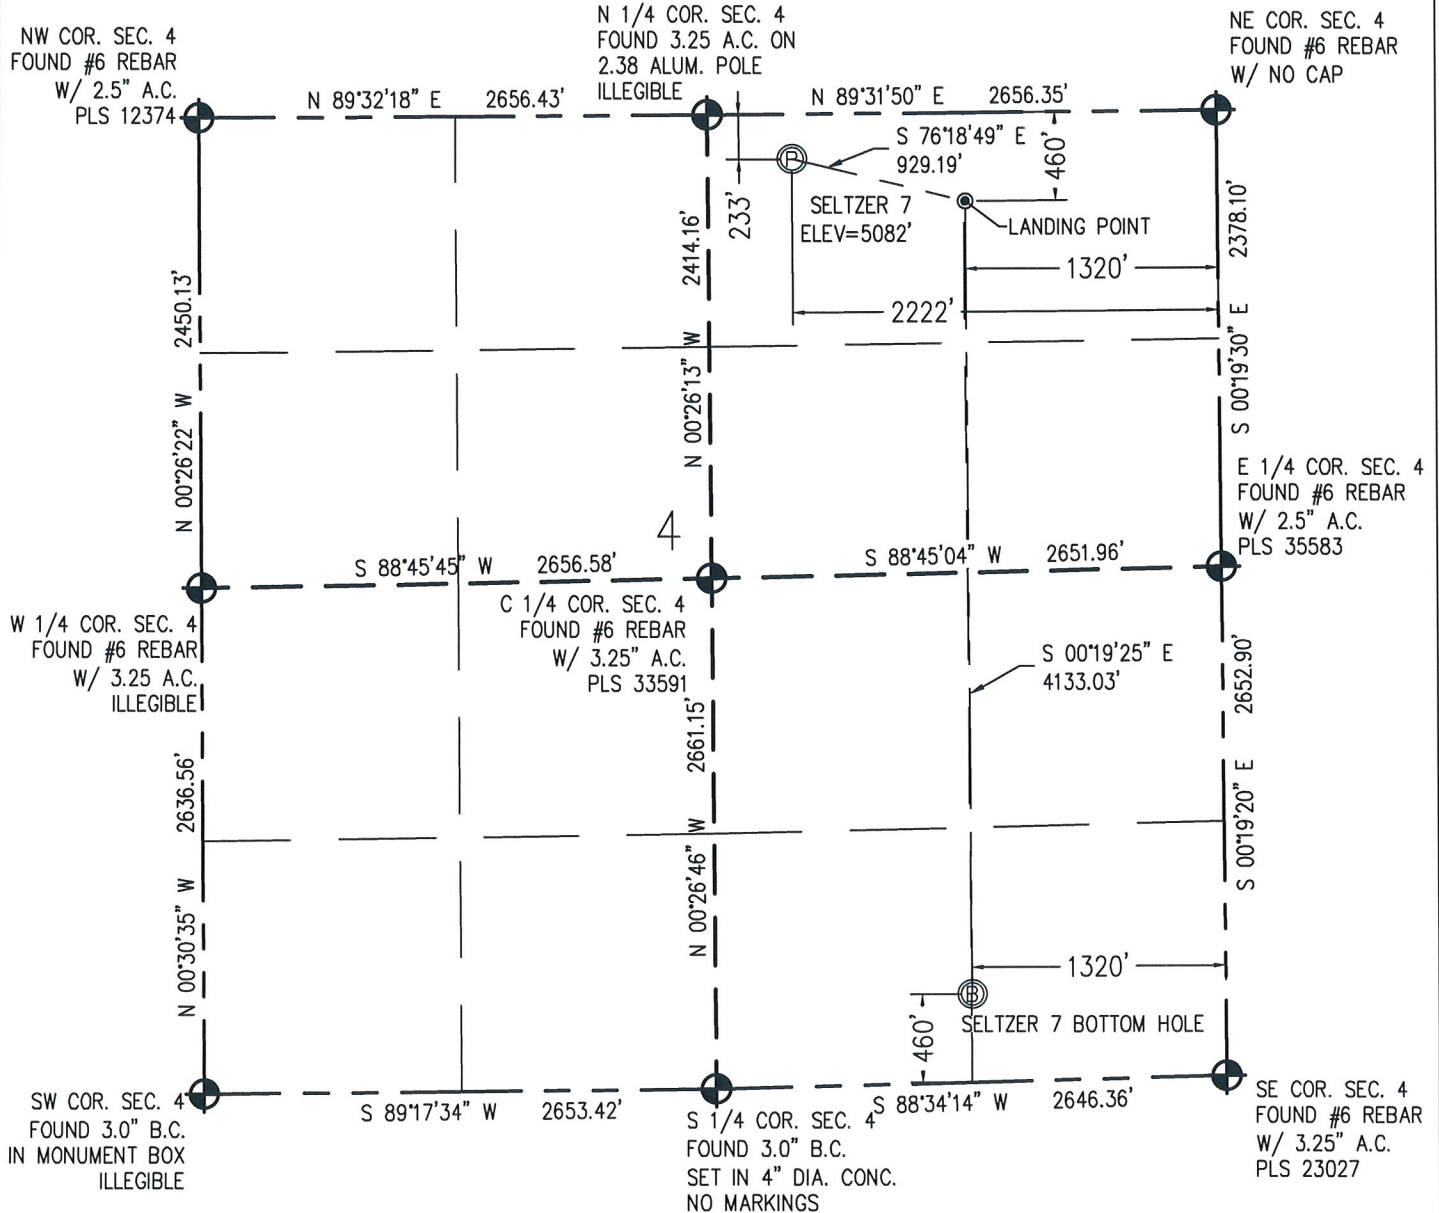 NW COR. SEC. 4
FOUND #6 REBAR
W/ 2.5" A.C.
PLS 12374
N 1/4 COR. SEC. 4
FOUND 3.25 A.C. ON
2.38 ALUM. POLE
ILLEGIBLE
NE COR. SEC. 4
FOUND #6 REBAR
W/ NO CAP
N 89°32'18" E 2656.43'
N 89°31'50" E 2656.35'
S 76°18'49" E
929.19'
460'
P
233'
SELTZER 7
ELEV=5082'
LANDING POINT
1320'
2222'
2450.13'
N 00°26'22" W
2414.16'
N 00°26'13" W
2378.10'
S 00°19'30" E
4
E 1/4 COR. SEC. 4
FOUND #6 REBAR
W/ 2.5" A.C.
PLS 35583
S 88°45'45" W 2656.58'
S 88°45'04" W 2651.96'
W 1/4 COR. SEC. 4
FOUND #6 REBAR
W/ 3.25 A.C.
ILLEGIBLE
C 1/4 COR. SEC. 4
FOUND #6 REBAR
W/ 3.25" A.C.
PLS 33591
S 00°19'25" E
4133.03'
2636.56'
N 00°30'35" W
2661.15'
N 00°26'46" W
2652.90'
S 00°19'20" E
1320'
B
460'
SELTZER 7 BOTTOM HOLE
S 89°17'34" W 2653.42'
S 88°34'14" W 2646.36'
SW COR. SEC. 4
FOUND 3.0" B.C.
IN MONUMENT BOX
ILLEGIBLE
S 1/4 COR. SEC. 4
FOUND 3.0" B.C.
SET IN 4" DIA. CONC.
NO MARKINGS
SE COR. SEC. 4
FOUND #6 REBAR
W/ 3.25" A.C.
PLS 23027